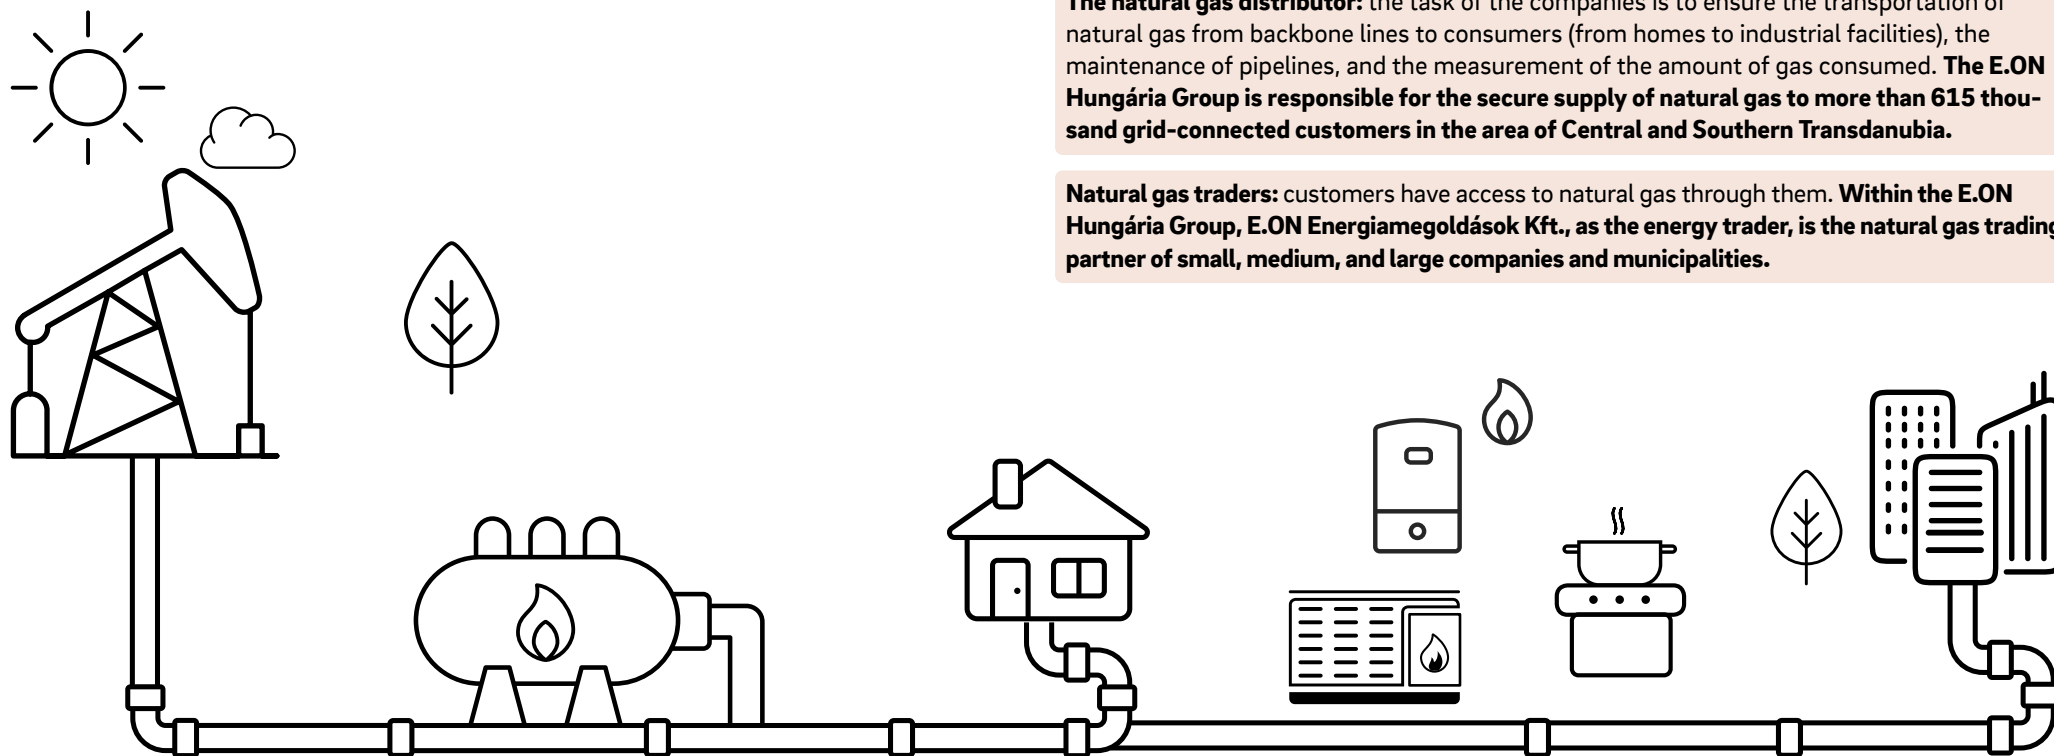 The natural gas distributor: the task of the companies is to ensure the transportation of
natural gas from backbone lines to consumers (from homes to industrial facilities), the
maintenance of pipelines, and the measurement of the amount of gas consumed. The E.ON
Hungária Group is responsible for the secure supply of natural gas to more than 615 thou-
sand grid-connected customers in the area of Central and Southern Transdanubia.
Natural gas traders: customers have access to natural gas through them. Within the E.ON
Hungária Group, E.ON Energiamegoldások Kft., as the energy trader, is the natural gas trading
partner of small, medium, and large companies and municipalities.